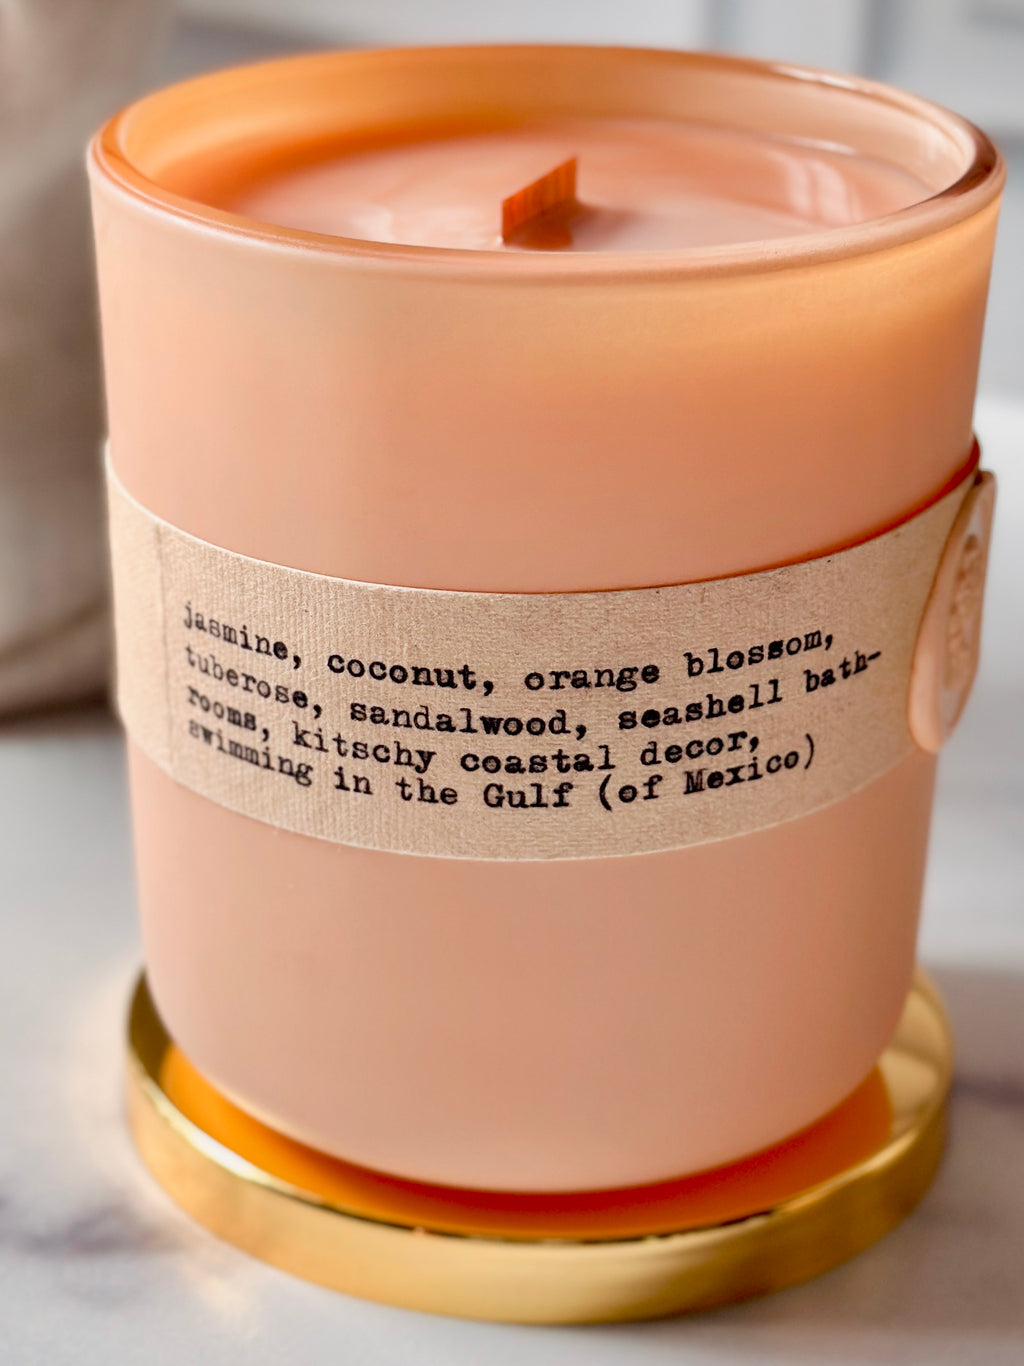 jasmine, coconut, orange blossom,
tuberose, sandalwood, seashell bath-
rooms, kitschy coastal decor,
swimming in the Gulf (of Mexico)